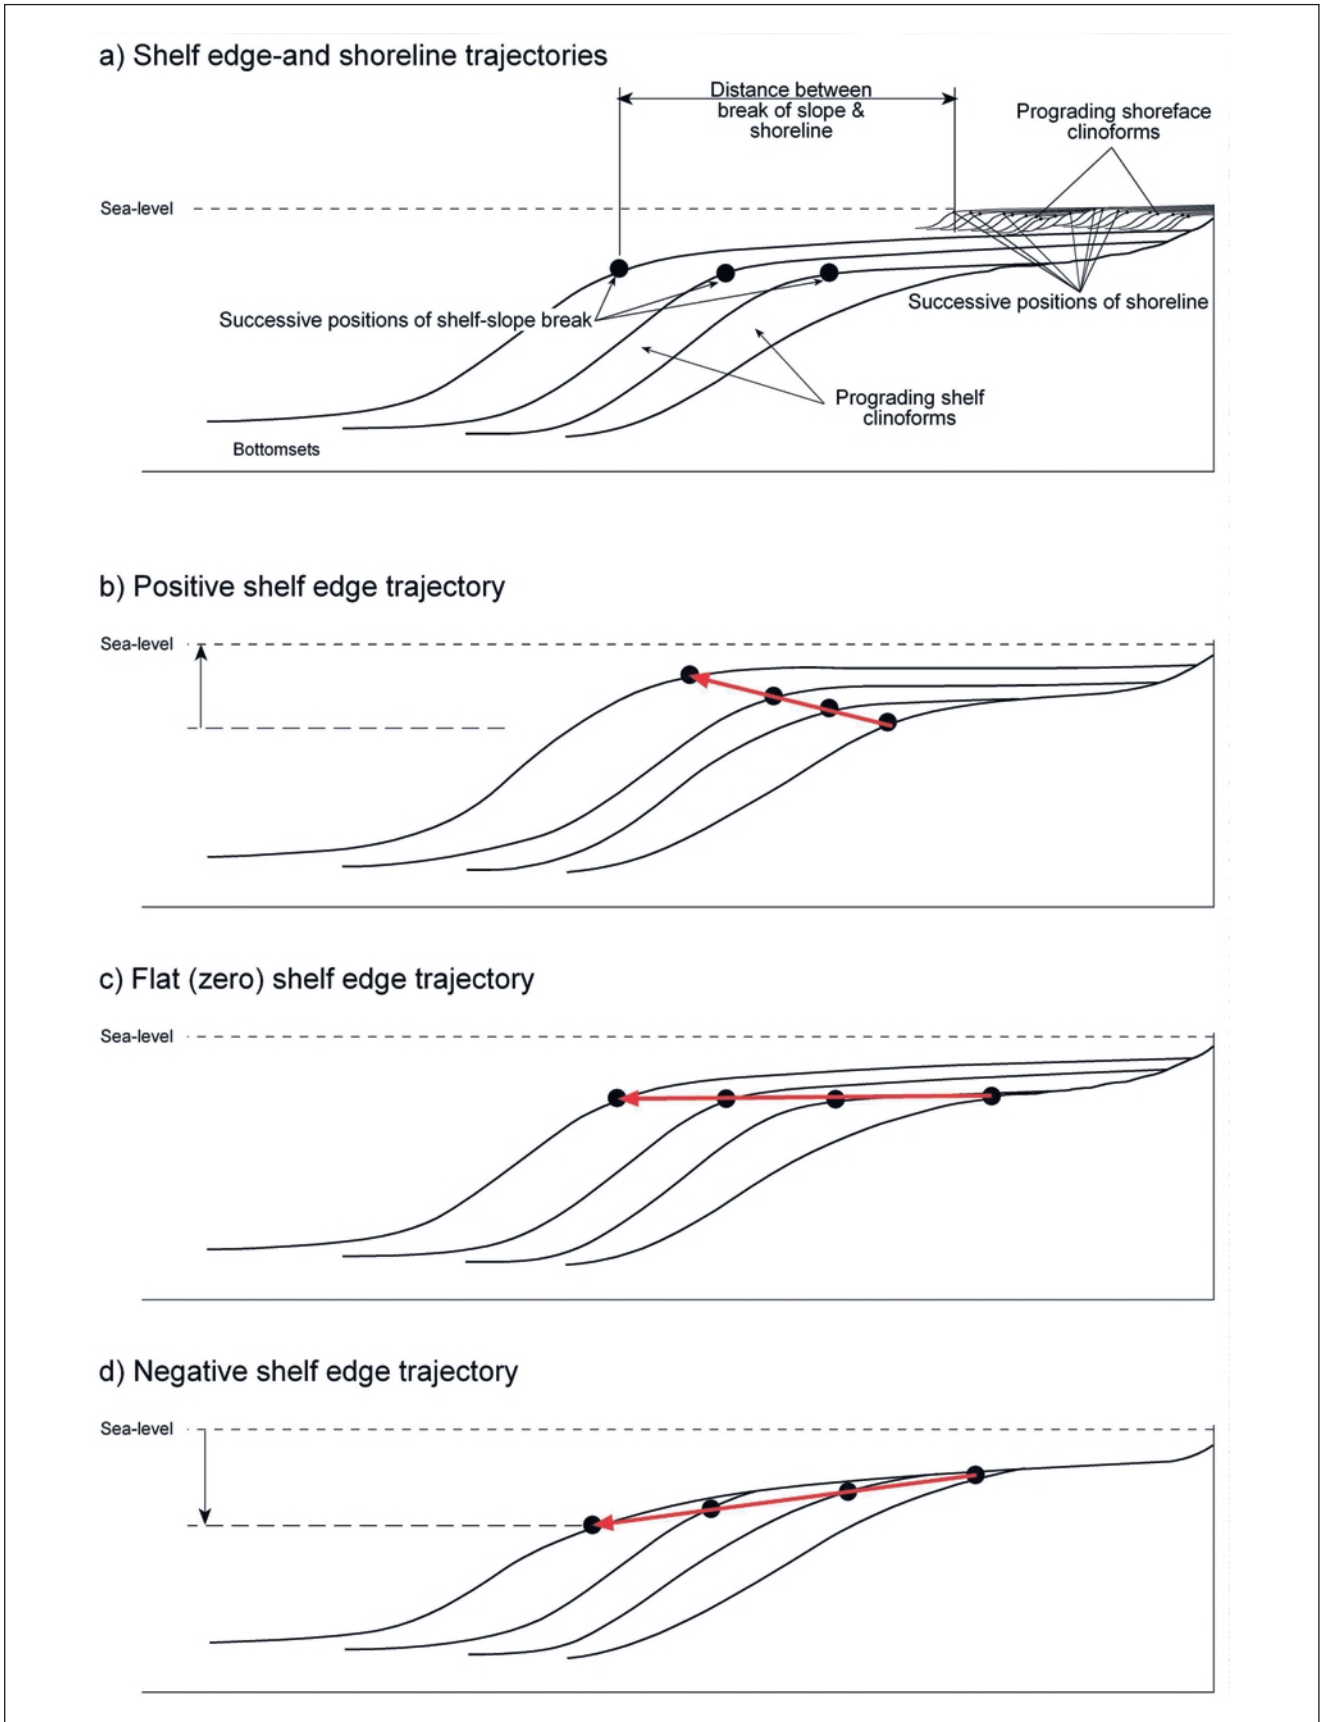 a) Shelf edge-and shoreline trajectories
Distance between
break of slope &
shoreline
Prograding shoreface
clinoforms
Sea-level
Successive positions of shoreline
Successive positions of shelf-slope break
Prograding shelf
clinoforms
Bottomsets
b) Positive shelf edge trajectory
Sea-level
c) Flat (zero) shelf edge trajectory
Sea-level
d) Negative shelf edge trajectory
Sea-level